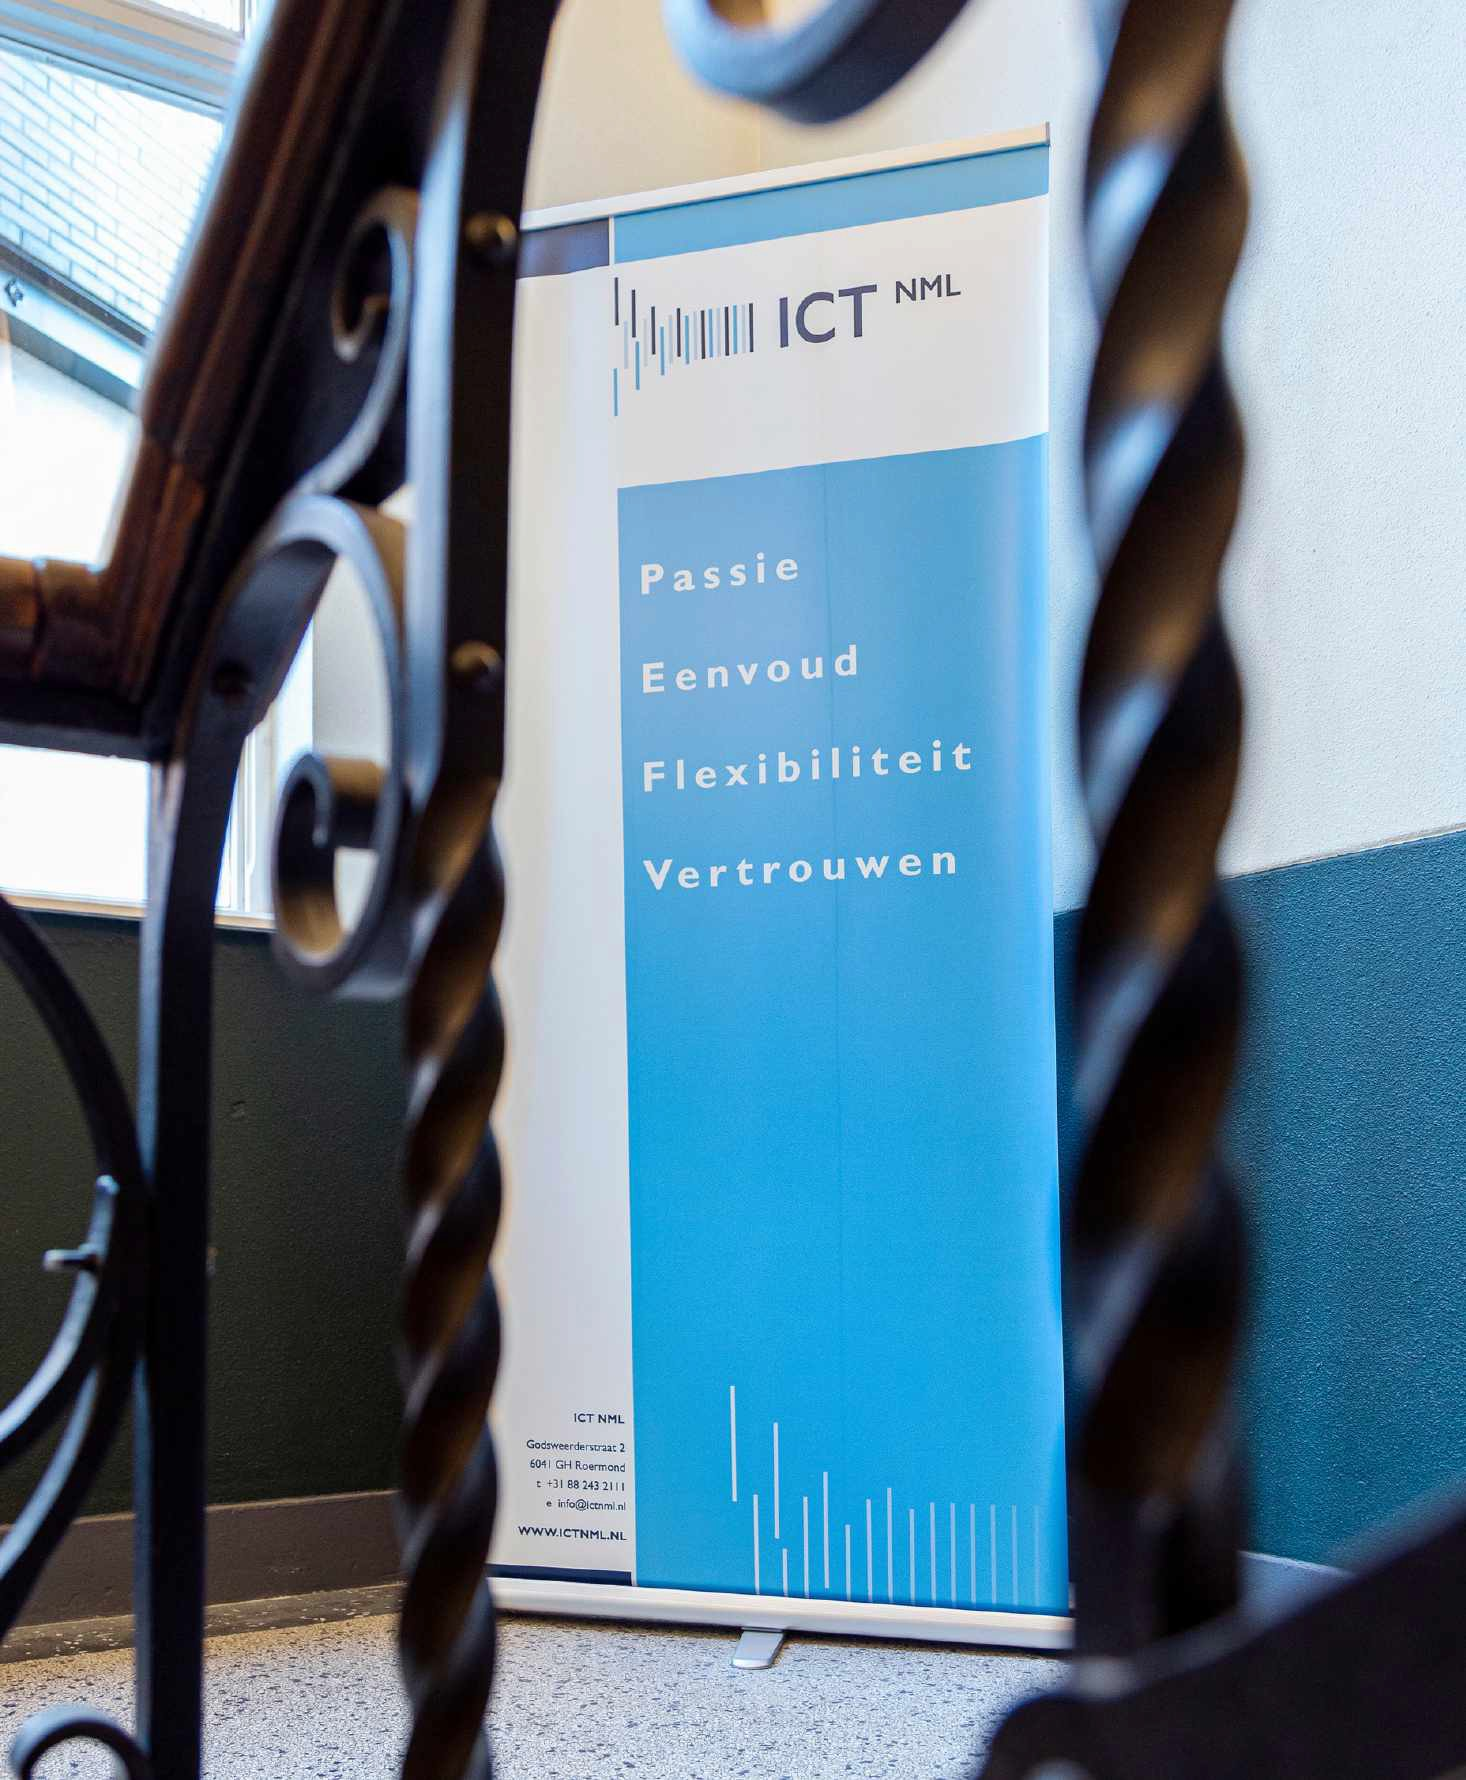 ICT NML
Passie
Eenvoud
Flexibiliteit
Vertrouwen
ICT NML
Godsweerderstraat 2
6041 GH Roermond
t +31 88 243 2111
e info@ictnml.nl
WWW.ICTNML.NL